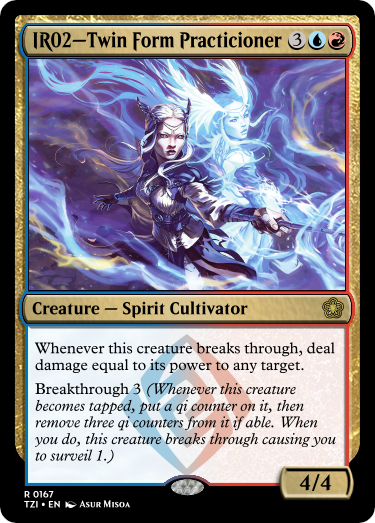 IR02—Twin Form Practicioner 3
Creature — Spirit Cultivator
Whenever this creature breaks through, deal
damage equal to its power to any target.
Breakthrough 3 (Whenever this creature
becomes tapped, put a qi counter on it, then
remove three qi counters from it if able. When
you do, this creature breaks through causing you
to surveil 1.)
4/4
R 0167
TZI • EN Asur Misoa